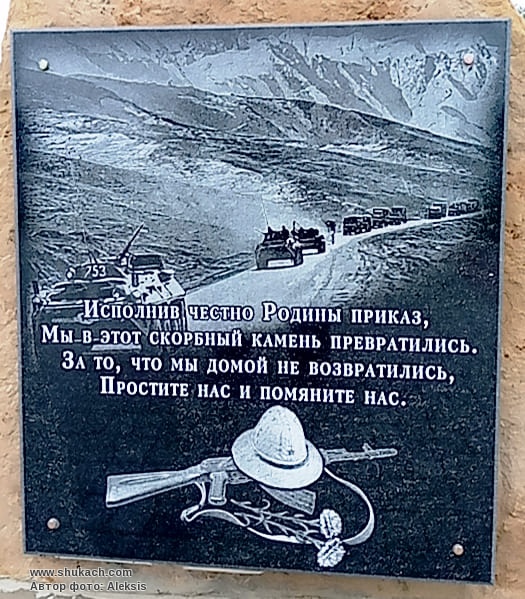 753
Исполнив честно Родины приказ,
Мы в этот скорбный камень превратились.
За то, что мы домой не возвратились,
Простите нас и помяните нас.
www.shukach.com
Автор фото: Aleksis